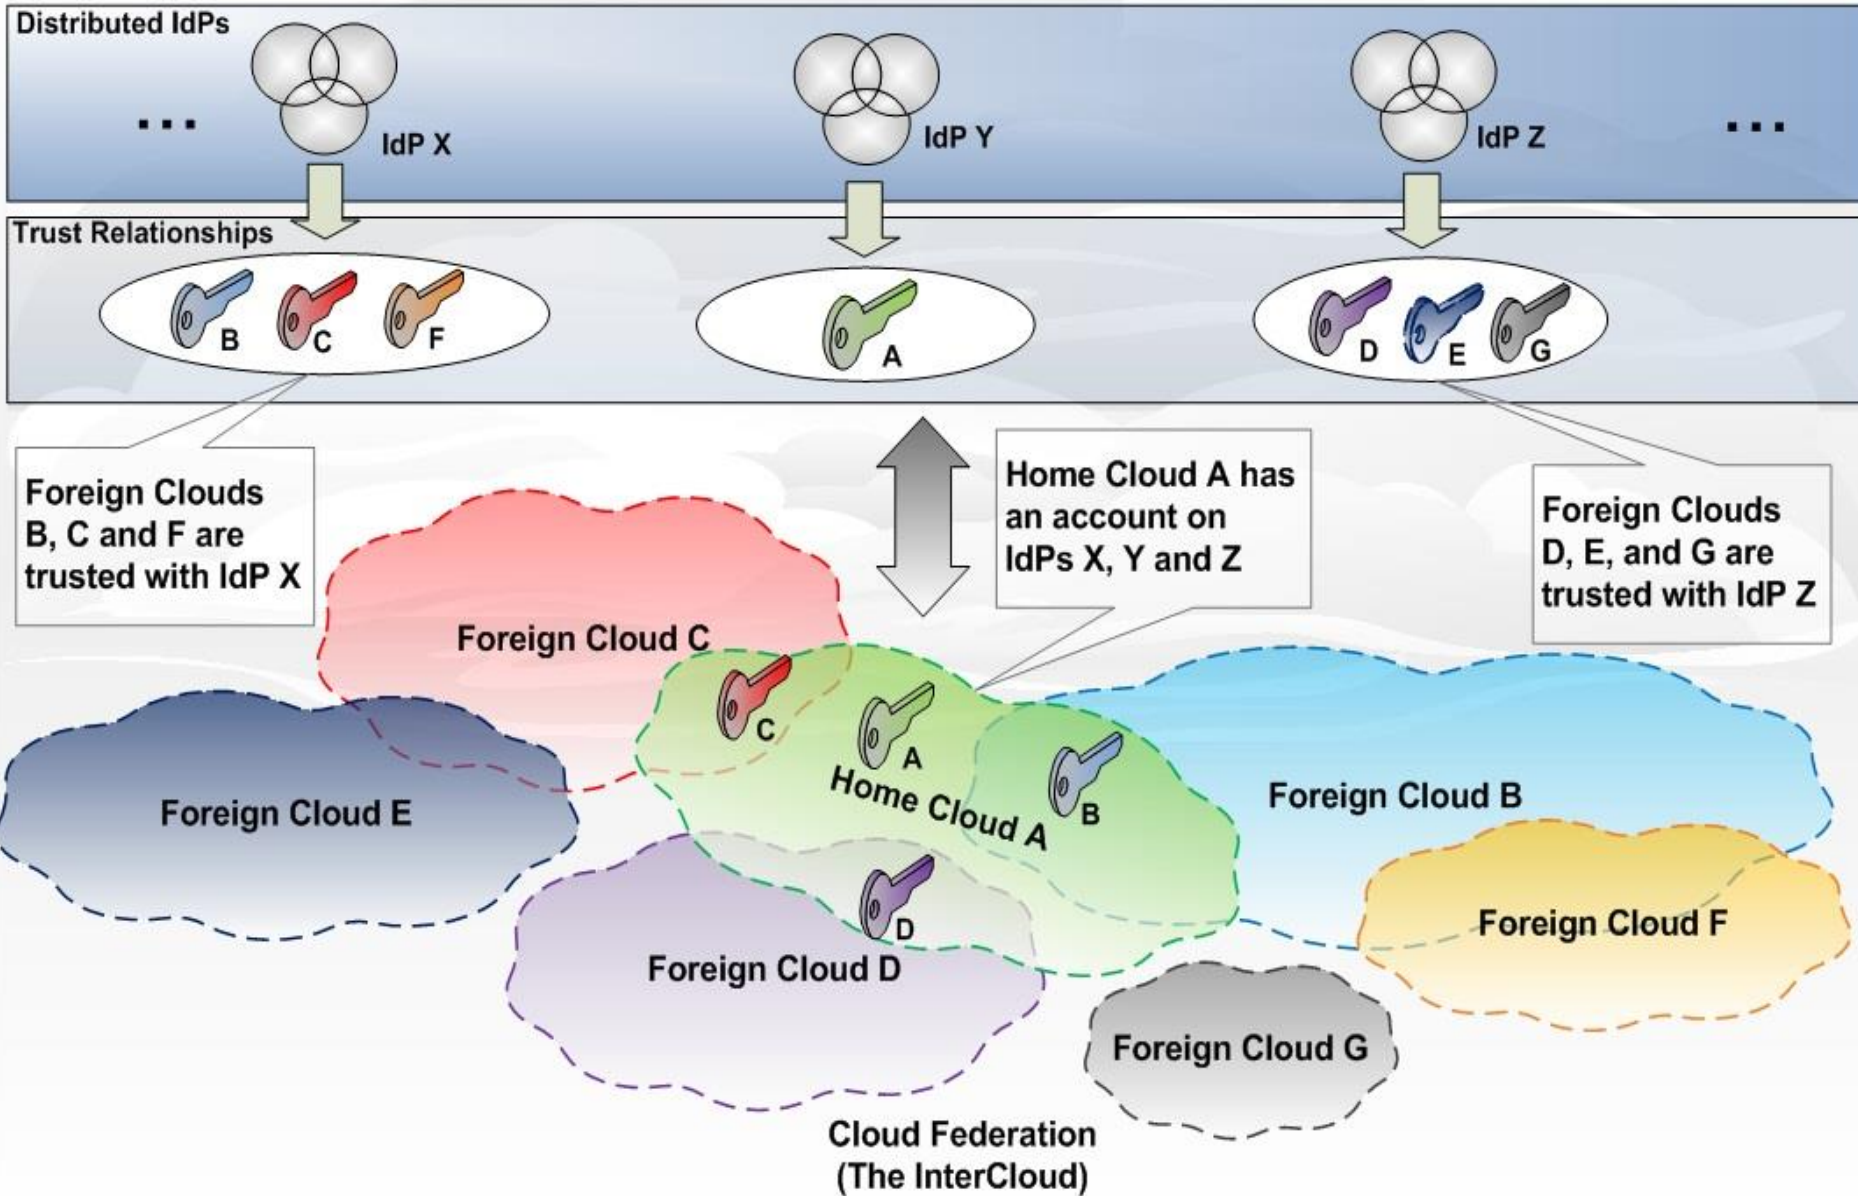 Distributed IdPs
...
IdP X
IdP Y
IdP Z
...
Trust Relationships
B
C
F
A
D
E
G
Foreign Clouds
B, C and F are
trusted with IdP X
Home Cloud A has
an account on
IdPs X, Y and Z
Foreign Clouds
D, E, and G are
trusted with IdP Z
Foreign Cloud C
C
A
B
Home Cloud A
Foreign Cloud B
Foreign Cloud E
D
Foreign Cloud D
Foreign Cloud F
Foreign Cloud G
Cloud Federation
(The InterCloud)